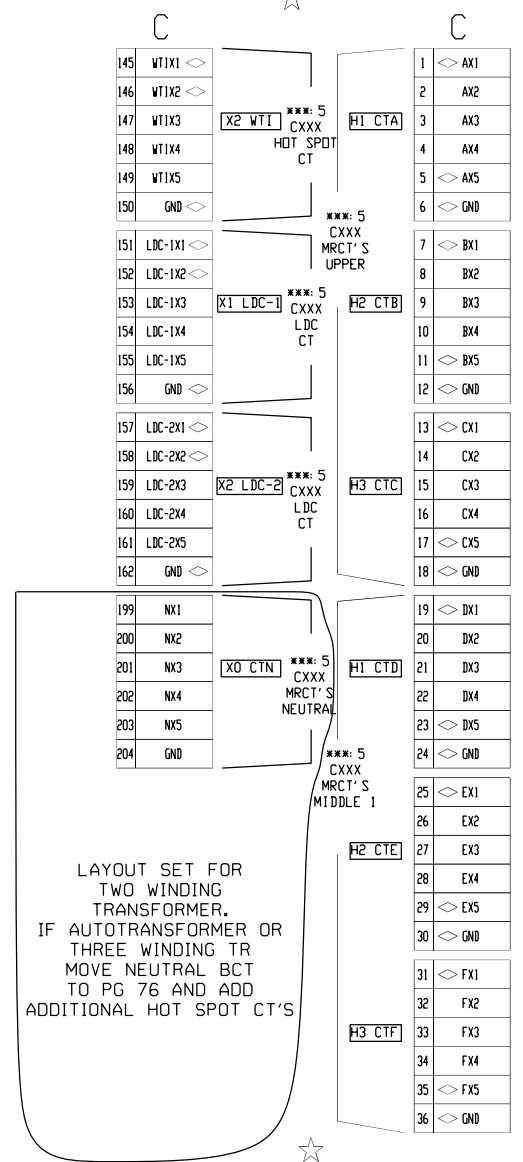 C
145 WTIX1
146 WTIX2
147 WTIX3
148 WTIX4
149 WTIX5
150 GND
X2 WTI
***: 5
CXXX
HOT SPOT
CT
151 LDC-1X1
152 LDC-1X2
153 LDC-1X3
154 LDC-1X4
155 LDC-1X5
156 GND
X1 LDC-1
***: 5
CXXX
LDC
CT
157 LDC-2X1
158 LDC-2X2
159 LDC-2X3
160 LDC-2X4
161 LDC-2X5
162 GND
X2 LDC-2
***: 5
CXXX
LDC
CT
199 NX1
200 NX2
201 NX3
202 NX4
203 NX5
204 GND
X0 CTN
***: 5
CXXX
MRCT'S
NEUTRAL
LAYOUT SET FOR
TWO WINDING
TRANSFORMER.
IF AUTOTRANSFORMER OR
THREE WINDING TR
MOVE NEUTRAL BCT
TO PG 76 AND ADD
ADDITIONAL HOT SPOT CT'S
C
H1 CTA
1 AX1
2 AX2
3 AX3
4 AX4
5 AX5
6 GND
***: 5
CXXX
MRCT'S
UPPER
H2 CTB
7 BX1
8 BX2
9 BX3
10 BX4
11 BX5
12 GND
H3 CTC
13 CX1
14 CX2
15 CX3
16 CX4
17 CX5
18 GND
H1 CTD
19 DX1
20 DX2
21 DX3
22 DX4
23 DX5
24 GND
***: 5
CXXX
MRCT'S
MIDDLE 1
H2 CTE
25 EX1
26 EX2
27 EX3
28 EX4
29 EX5
30 GND
H3 CTF
31 FX1
32 FX2
33 FX3
34 FX4
35 FX5
36 GND